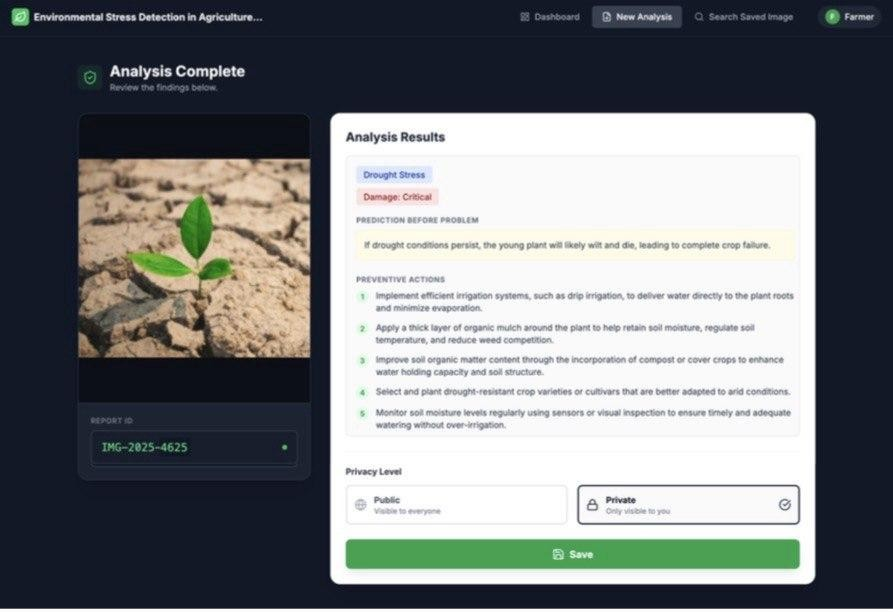 Environmental Stress Detection in Agriculture...
Dashboard
New Analysis
Search Saved Image
F
Farmer
Analysis Complete
Review the findings below.
REPORT ID
IMG-2025-4625
Analysis Results
Drought Stress
Damage: Critical
PREDICTION BEFORE PROBLEM
If drought conditions persist, the young plant will likely wilt and die, leading to complete crop failure.
PREVENTIVE ACTIONS
1 Implement efficient irrigation systems, such as drip irrigation, to deliver water directly to the plant roots
and minimize evaporation.
2 Apply a thick layer of organic mulch around the plant to help retain soil moisture, regulate soil
temperature, and reduce weed competition.
3 Improve soil organic matter content through the incorporation of compost or cover crops to enhance
water holding capacity and soil structure.
4 Select and plant drought-resistant crop varieties or cultivars that are better adapted to arid conditions.
5 Monitor soil moisture levels regularly using sensors or visual inspection to ensure timely and adequate
watering without over-irrigation.
Privacy Level
Public
Visible to everyone
Private
Only visible to you
Save